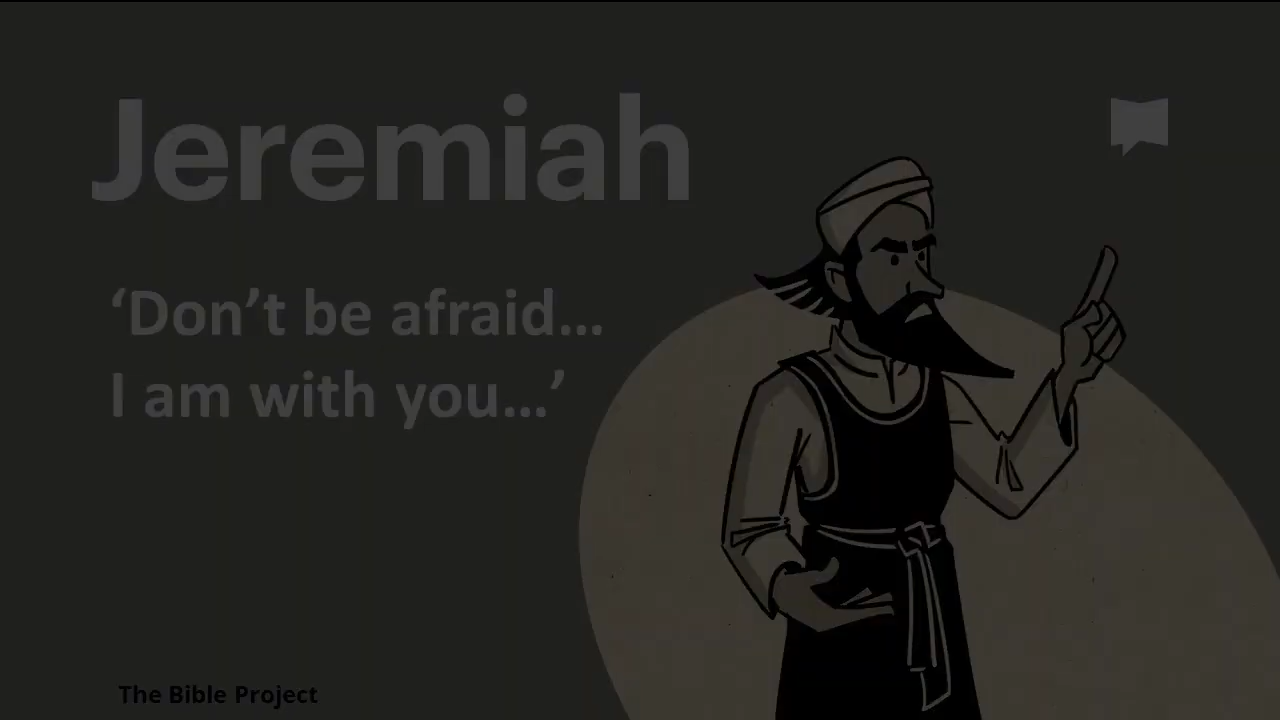 Jeremiah
‘Don’t be afraid...
I am with you...’
The Bible Project